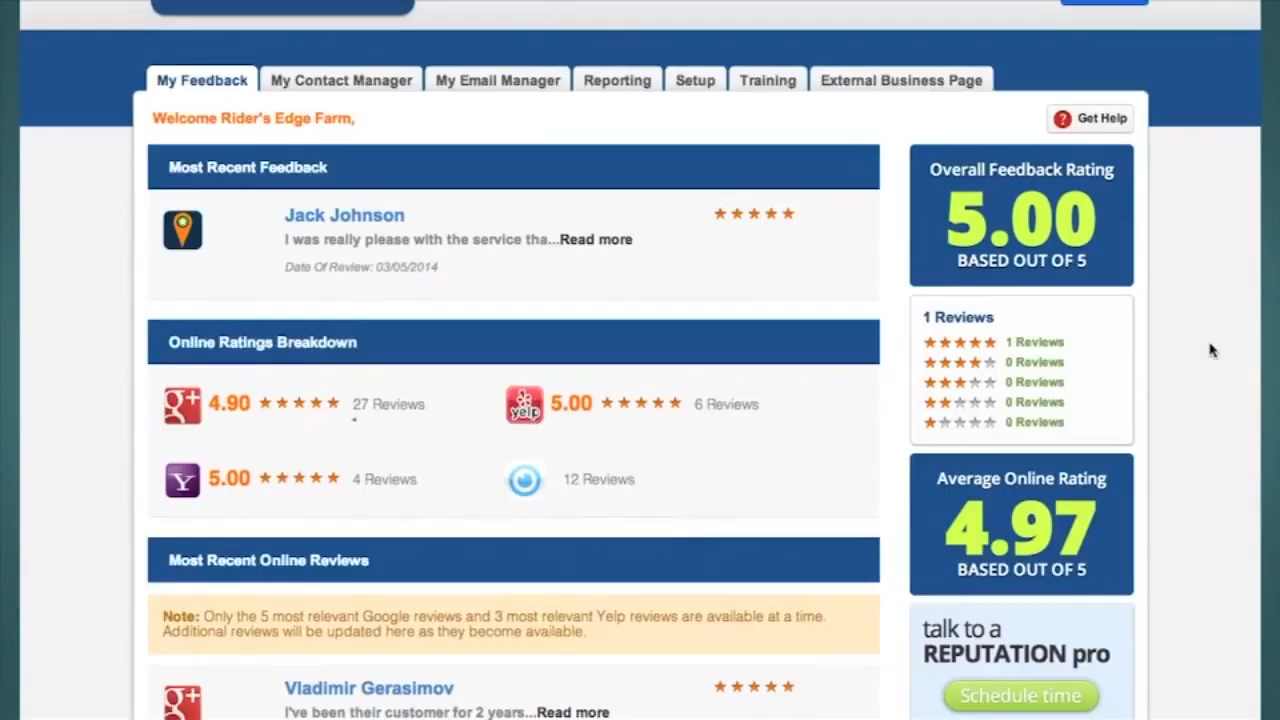 My Feedback
My Contact Manager
My Email Manager
Reporting
Setup
Training
External Business Page
Welcome Rider's Edge Farm,
? Get Help
Most Recent Feedback
Jack Johnson
I was really please with the service tha...Read more
Date Of Review: 03/05/2014
Online Ratings Breakdown
g+ 4.90 27 Reviews
yelp 5.00 6 Reviews
Y 5.00 4 Reviews
12 Reviews
Most Recent Online Reviews
Note: Only the 5 most relevant Google reviews and 3 most relevant Yelp reviews are available at a time.
Additional reviews will be updated here as they become available.
g+ Vladimir Gerasimov
I've been their customer for 2 years...Read more
Overall Feedback Rating
5.00
BASED OUT OF 5
1 Reviews
1 Reviews
0 Reviews
0 Reviews
0 Reviews
0 Reviews
Average Online Rating
4.97
BASED OUT OF 5
talk to a
REPUTATION pro
Schedule time